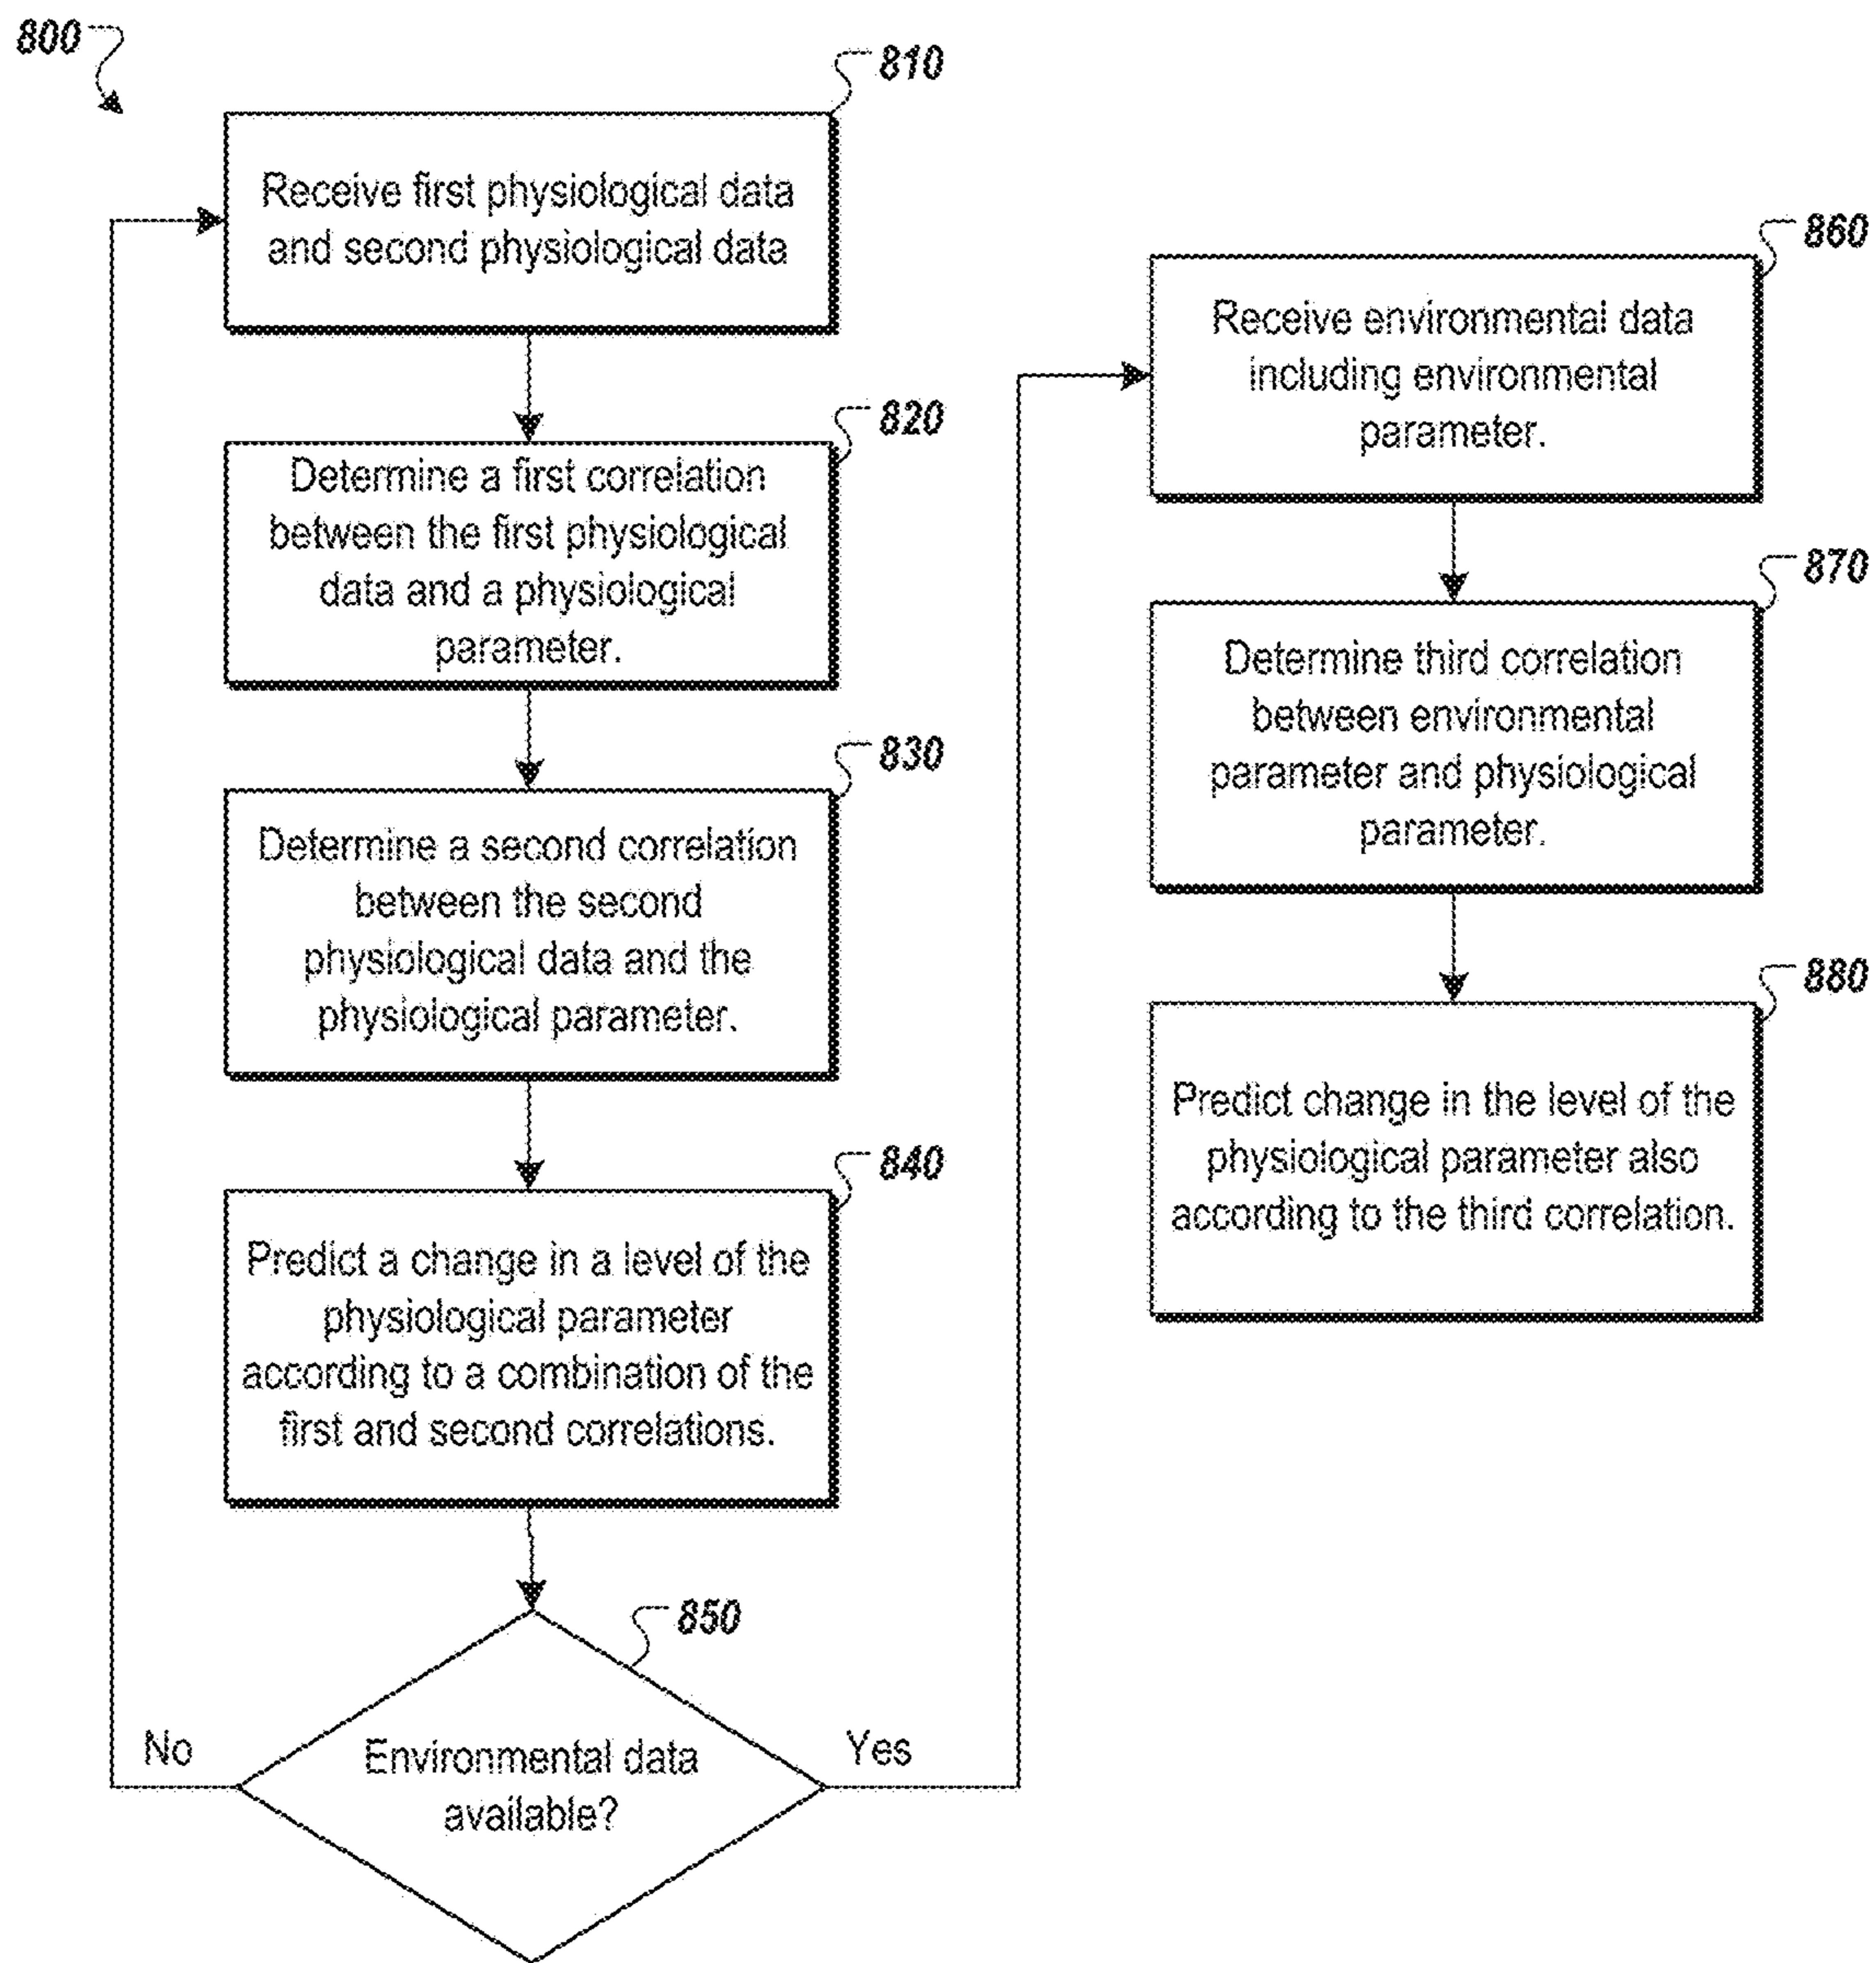 800
810
Receive first physiological data
and second physiological data
820
Determine a first correlation
between the first physiological
data and a physiological
parameter.
830
Determine a second correlation
between the second
physiological data and the
physiological parameter.
840
Predict a change in a level of the
physiological parameter
according to a combination of the
first and second correlations.
850
No
Environmental data
available?
Yes
860
Receive environmental data
including environmental
parameter.
870
Determine third correlation
between environmental
parameter and physiological
parameter.
880
Predict change in the level of the
physiological parameter also
according to the third correlation.